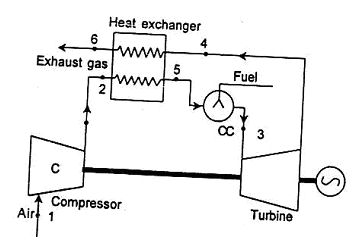 Heat exchanger
6
4
Exhaust gas
5
Fuel
2
CC
3
C
Compressor
Air
1
Turbine